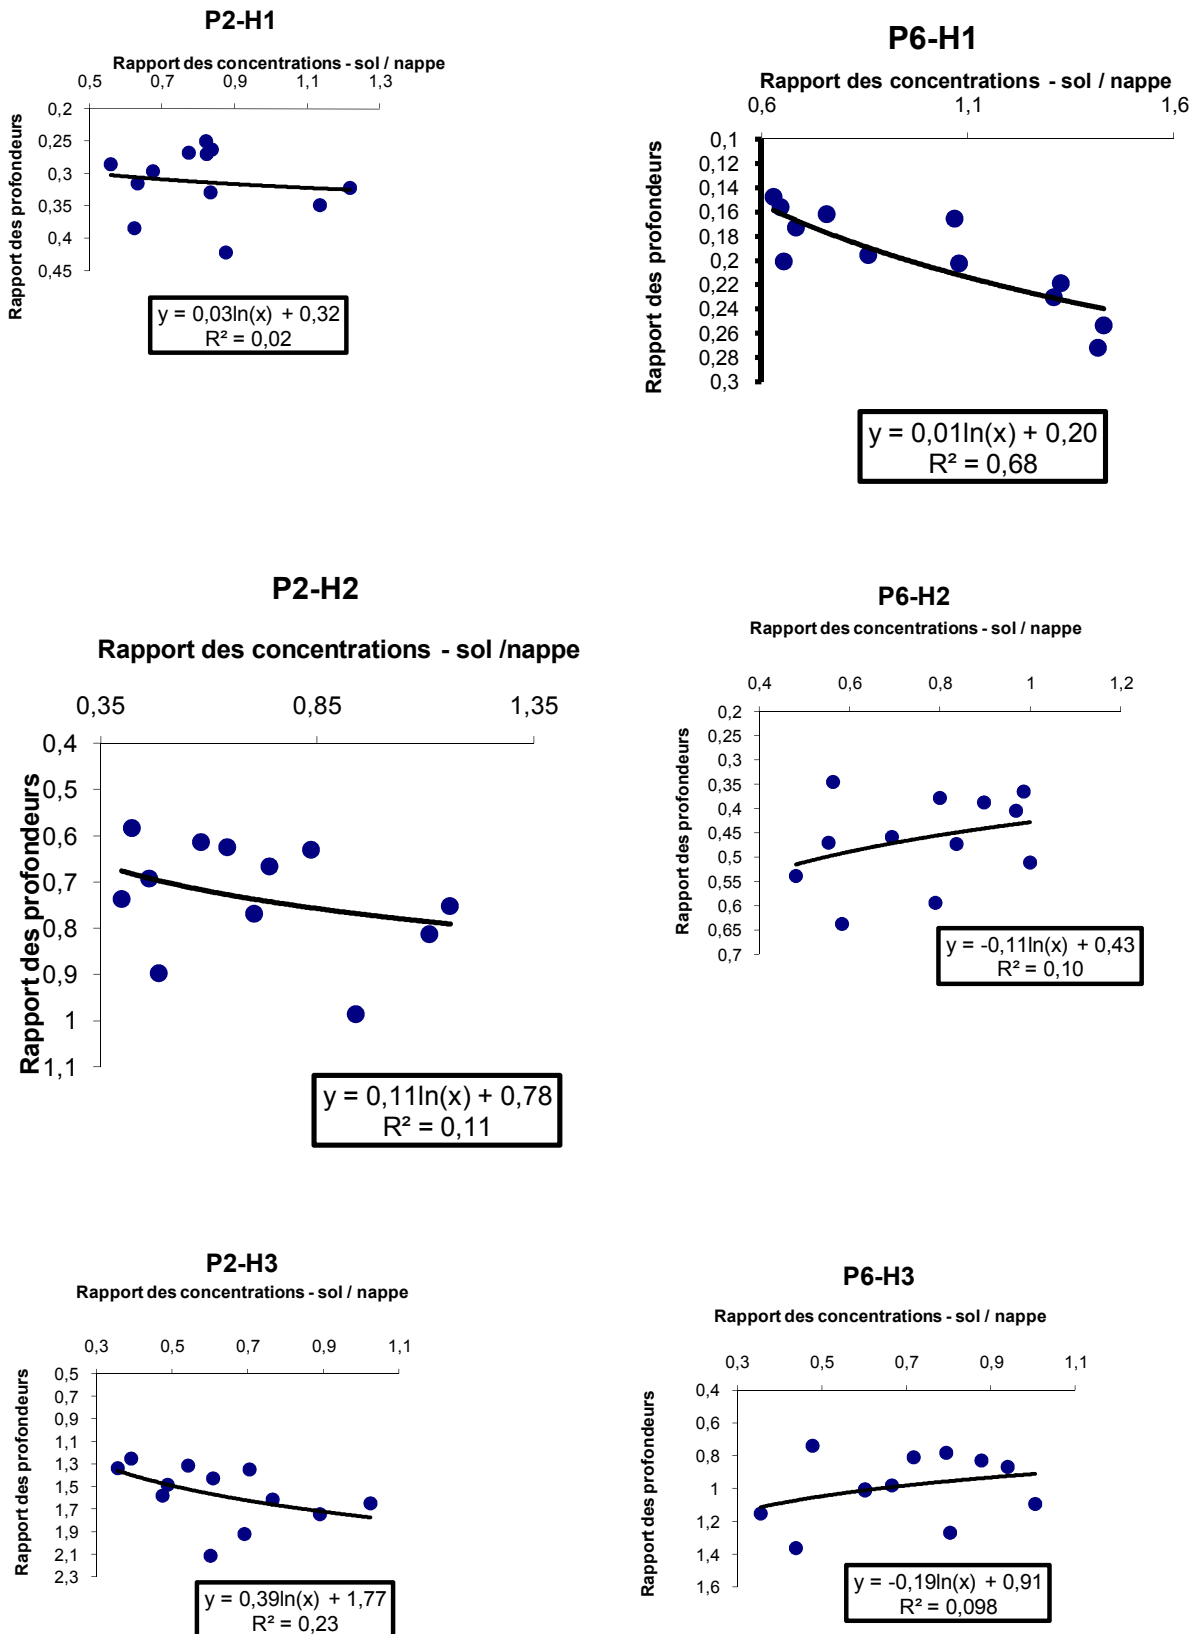 P2-H1
Rapport des concentrations - sol / nappe
0,5 0,7 0,9 1,1 1,3
Rapport des profondeurs
0,2
0,25
0,3
0,35
0,4
0,45
y = 0,03ln(x) + 0,32
R² = 0,02
P6-H1
Rapport des concentrations - sol / nappe
0,6 1,1 1,6
Rapport des profondeurs
0,1
0,12
0,14
0,16
0,18
0,2
0,22
0,24
0,26
0,28
0,3
y = 0,01ln(x) + 0,20
R² = 0,68
P2-H2
Rapport des concentrations - sol /nappe
0,35 0,85 1,35
Rapport des profondeurs
0,4
0,5
0,6
0,7
0,8
0,9
1
1,1
y = 0,11ln(x) + 0,78
R² = 0,11
P6-H2
Rapport des concentrations - sol / nappe
0,4 0,6 0,8 1 1,2
Rapport des profondeurs
0,2
0,25
0,3
0,35
0,4
0,45
0,5
0,55
0,6
0,65
0,7
y = -0,11ln(x) + 0,43
R² = 0,10
P2-H3
Rapport des concentrations - sol / nappe
0,3 0,5 0,7 0,9 1,1
Rapport des profondeurs
0,5
0,7
0,9
1,1
1,3
1,5
1,7
1,9
2,1
2,3
y = 0,39ln(x) + 1,77
R² = 0,23
P6-H3
Rapport des concentrations - sol / nappe
0,3 0,5 0,7 0,9 1,1
Rapport des profondeurs
0,4
0,6
0,8
1
1,2
1,4
1,6
y = -0,19ln(x) + 0,91
R² = 0,098